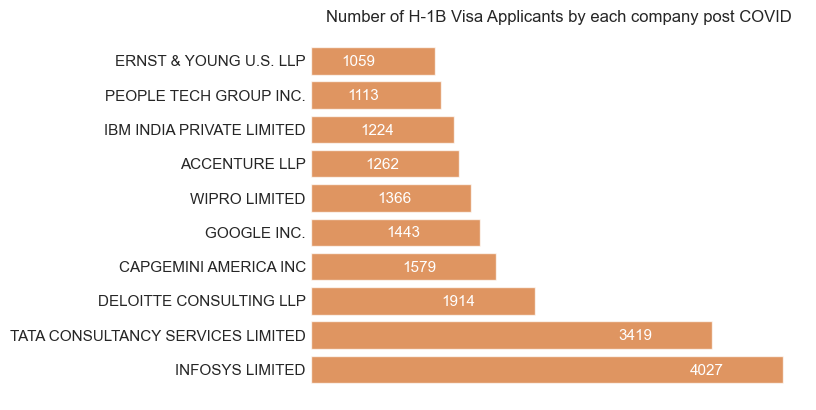 Number of H-1B Visa Applicants by each company post COVID
ERNST & YOUNG U.S. LLP 1059
PEOPLE TECH GROUP INC. 1113
IBM INDIA PRIVATE LIMITED 1224
ACCENTURE LLP 1262
WIPRO LIMITED 1366
GOOGLE INC. 1443
CAPGEMINI AMERICA INC 1579
DELOITTE CONSULTING LLP 1914
TATA CONSULTANCY SERVICES LIMITED 3419
INFOSYS LIMITED 4027